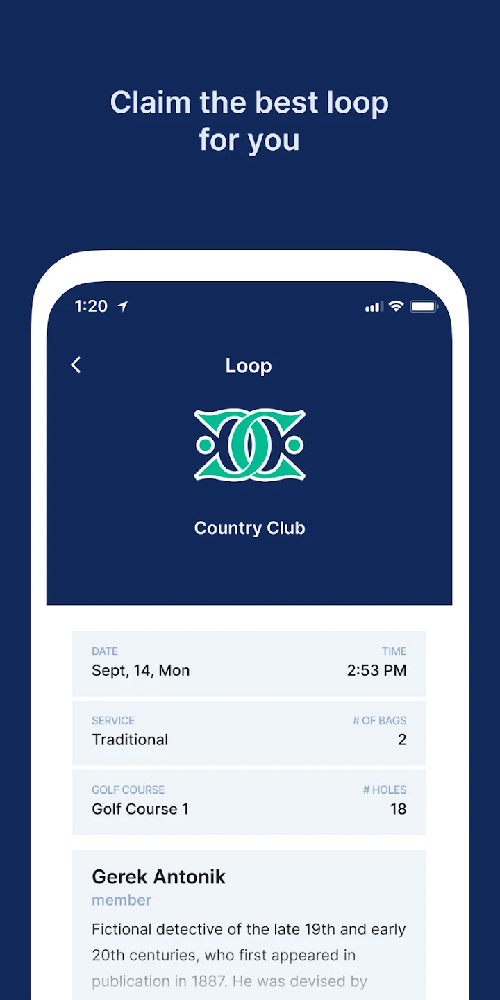 Claim the best loop
for you
1:20
Loop
Country Club
DATE TIME
Sept, 14, Mon 2:53 PM
SERVICE # OF BAGS
Traditional 2
GOLF COURSE # HOLES
Golf Course 1 18
Gerek Antonik
member
Fictional detective of the late 19th and early
20th centuries, who first appeared in
publication in 1887. He was devised by